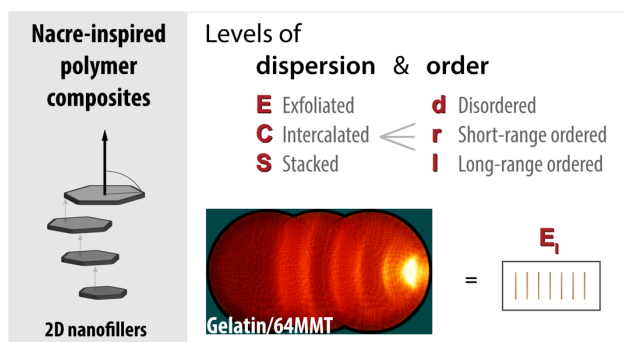 Nacre-inspired
polymer
composites
2D nanofillers
Levels of
dispersion & order
E Exfoliated
C Intercalated
S Stacked
d Disordered
r Short-range ordered
l Long-range ordered
Gelatin/64MMT
=
El